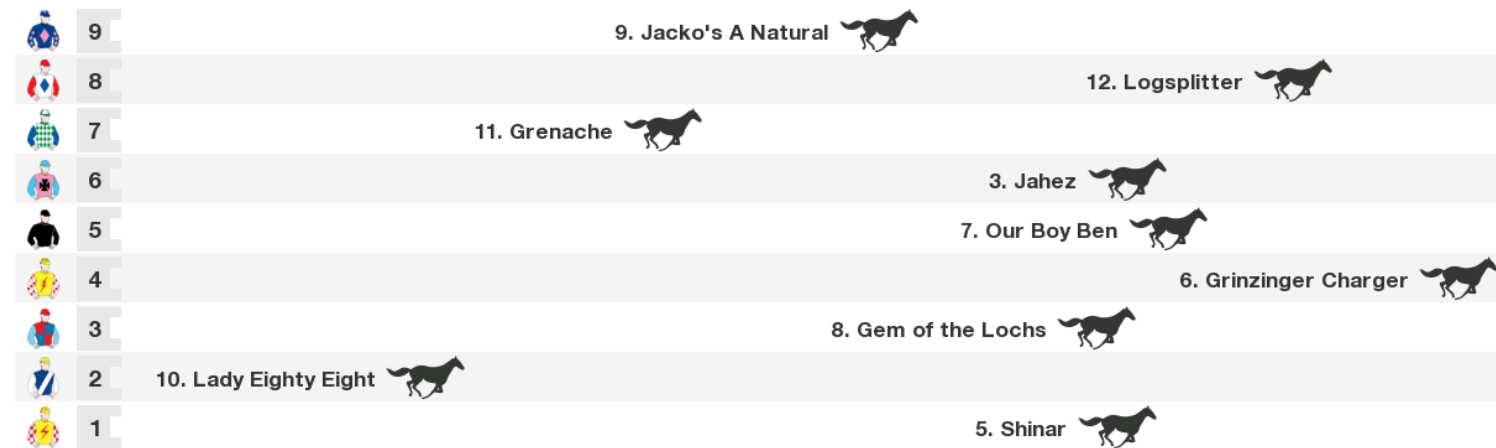 9 9. Jacko's A Natural
8 12. Logsplitter
7 11. Grenache
6 3. Jahez
5 7. Our Boy Ben
4 6. Grinzinger Charger
3 8. Gem of the Lochs
2 10. Lady Eighty Eight
1 5. Shinar